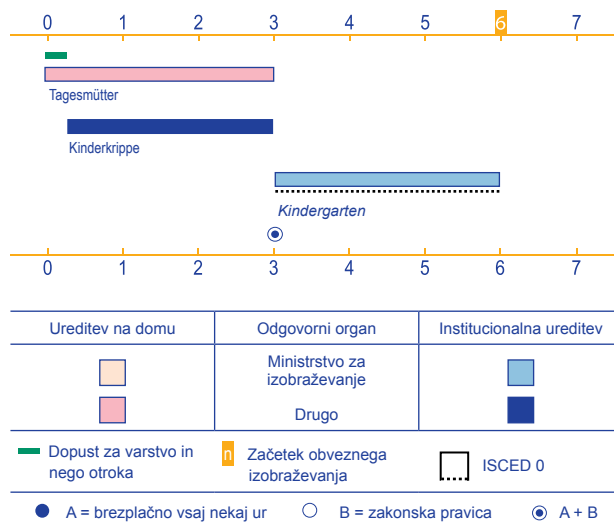 0 1 2 3 4 5 6 7
Tagesmütter
Kinderkrippe
Kindergarten
0 1 2 3 4 5 6 7
Ureditev na domu Odgovorni organ Institucionalna ureditev
Ministrstvo za
izobraževanje
Drugo
Dopust za varstvo in
nego otroka
n Začetek obveznega
izobraževanja
ISCED 0
A = brezplačno vsaj nekaj ur B = zakonska pravica A + B